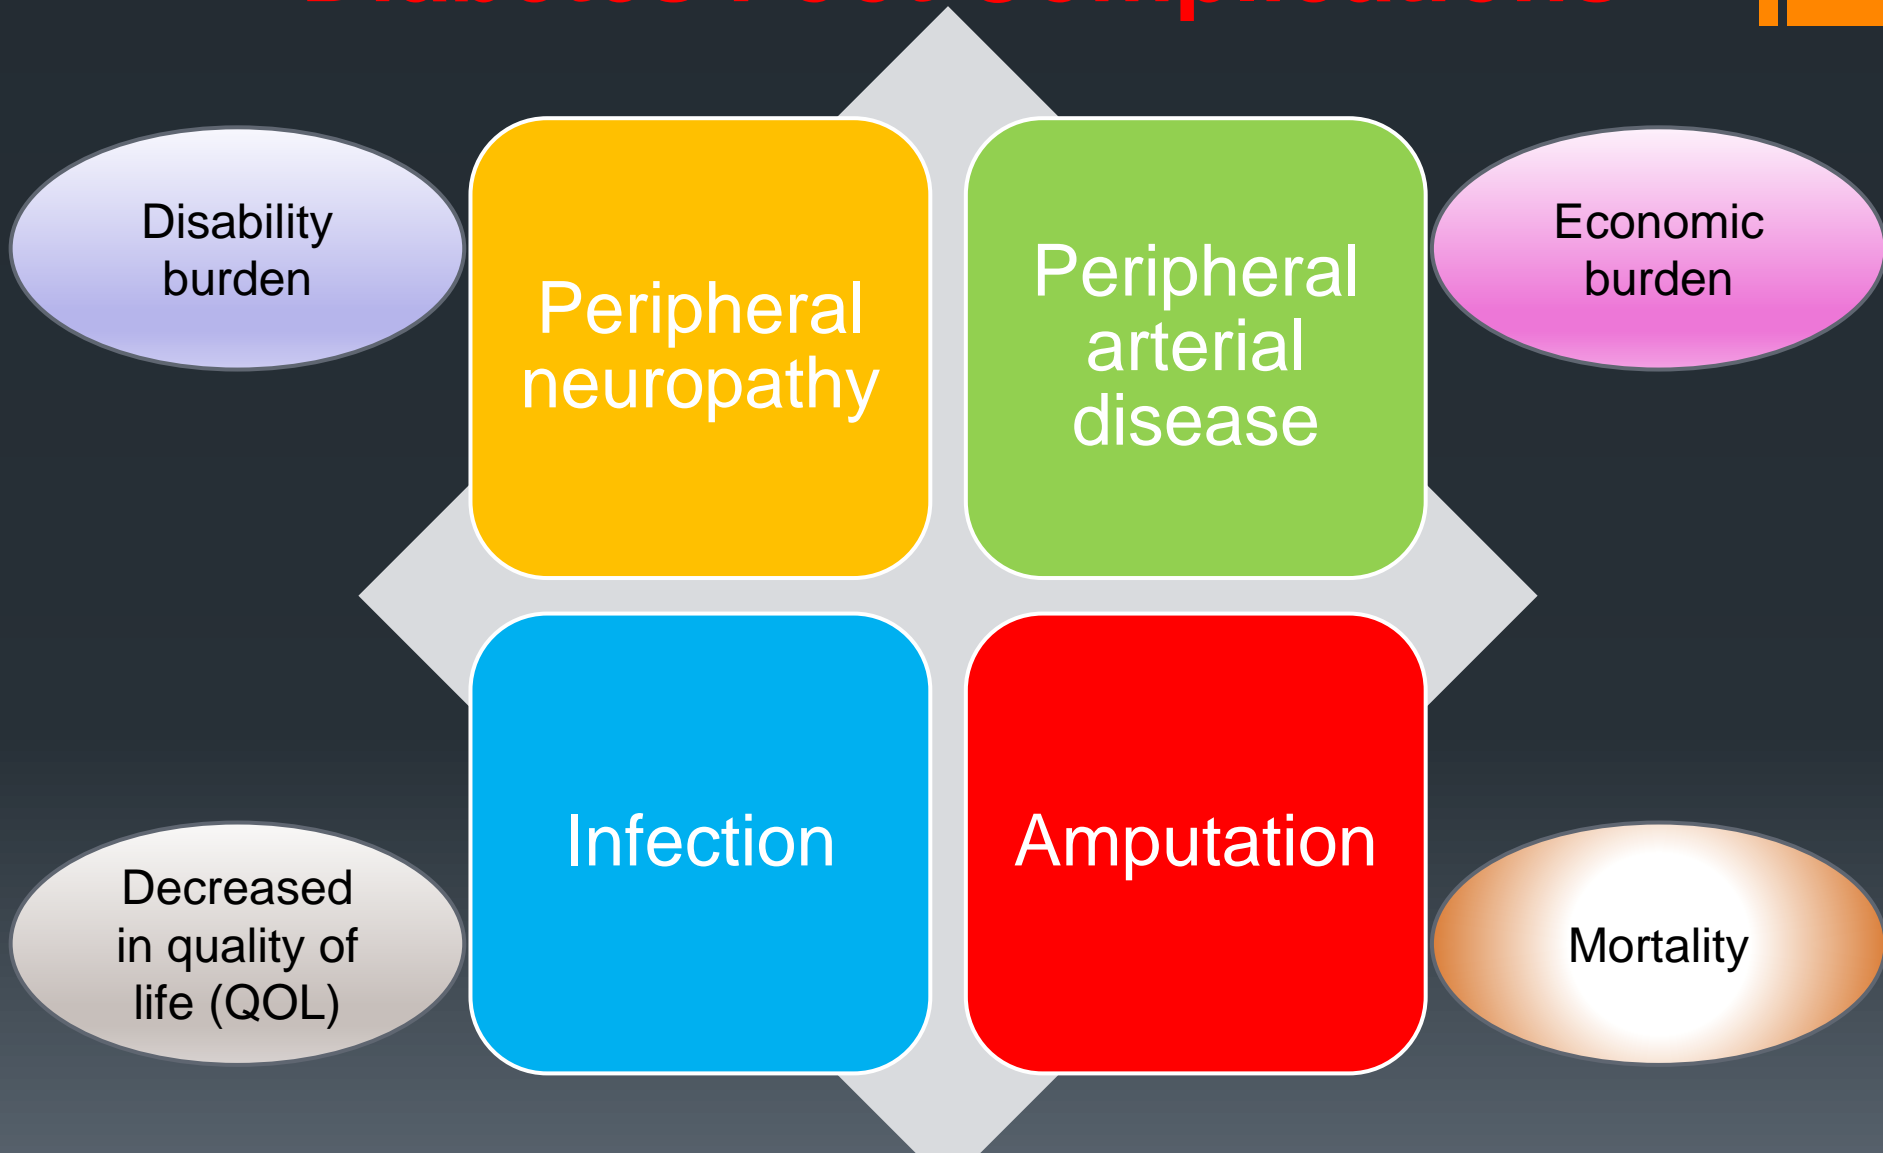 Disability
burden
Peripheral
neuropathy
Peripheral
arterial
disease
Economic
burden
Decreased
in quality of
life (QOL)
Infection
Amputation
Mortality